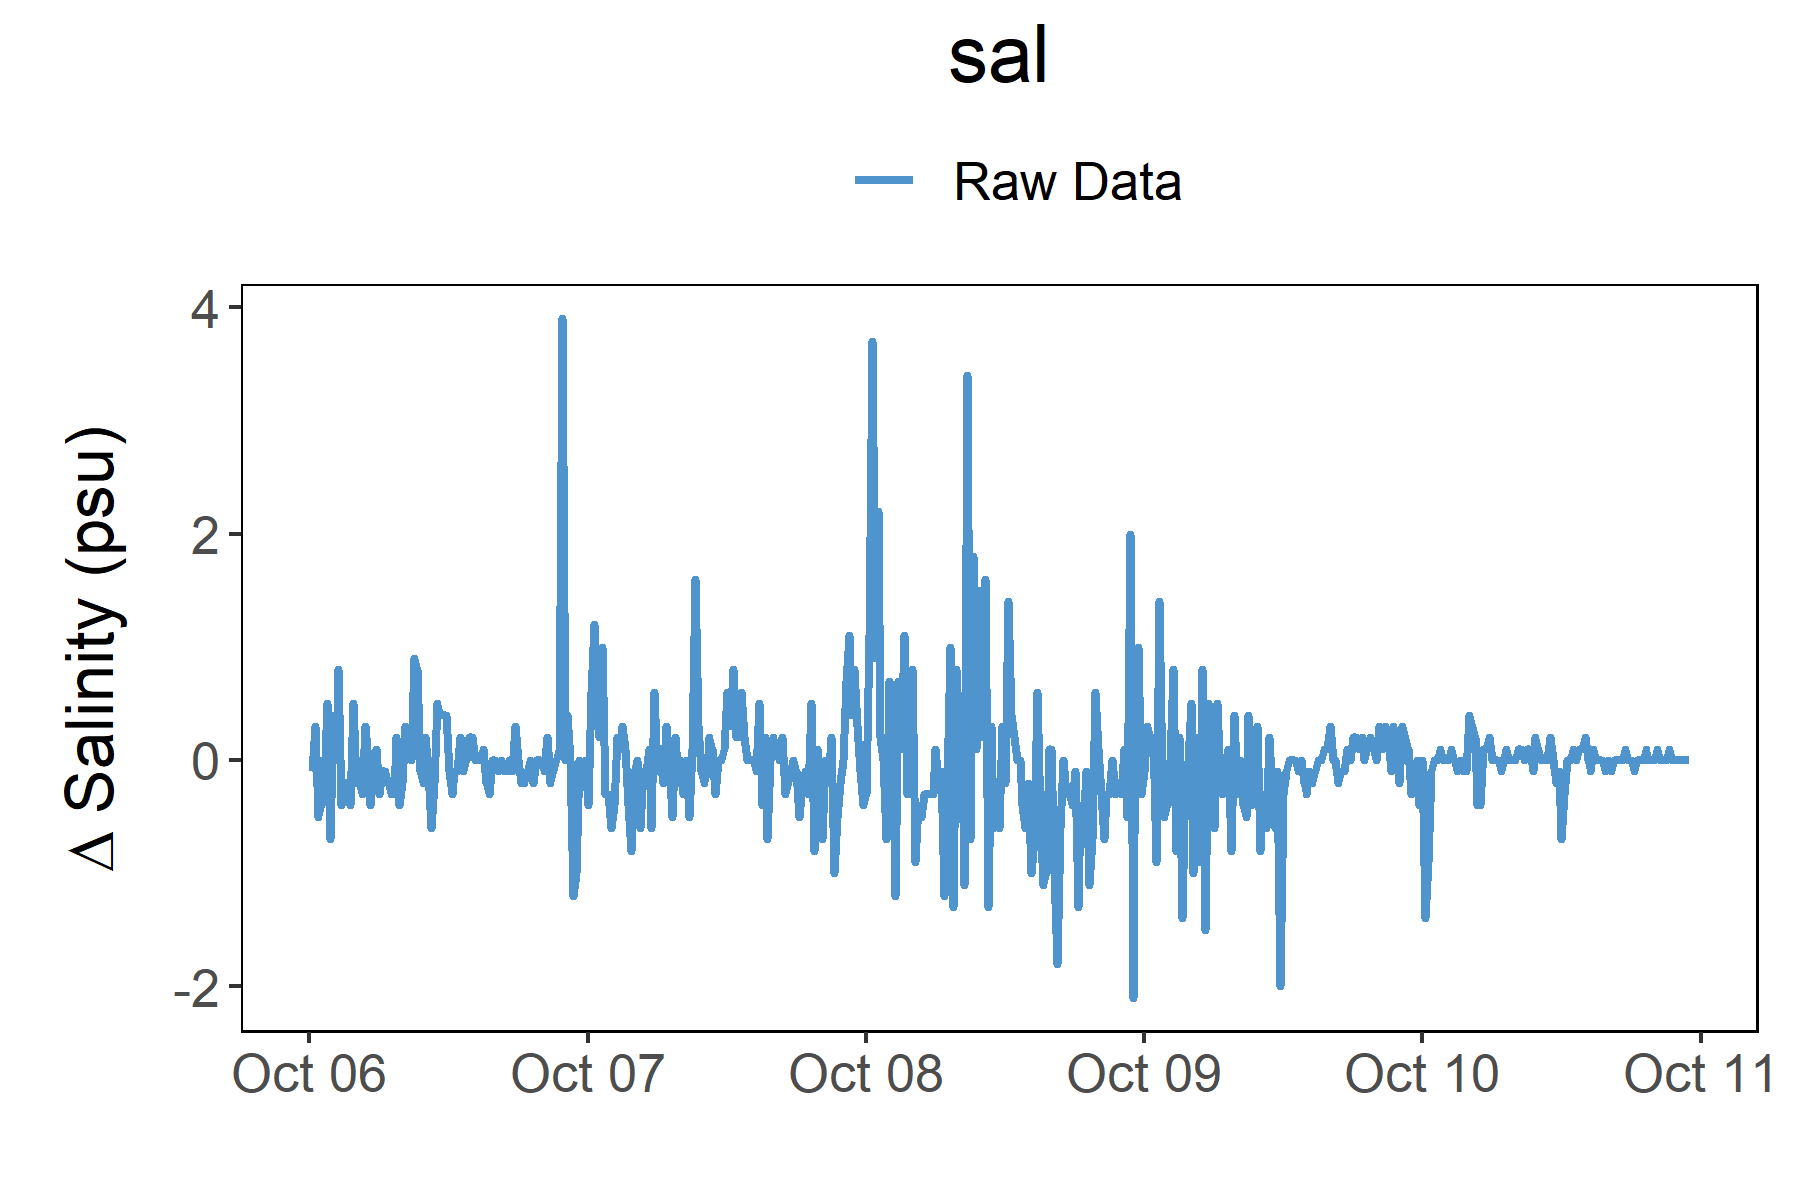 sal
Raw Data
Δ Salinity (psu)
4
2
0
-2
Oct 06 Oct 07 Oct 08 Oct 09 Oct 10 Oct 11